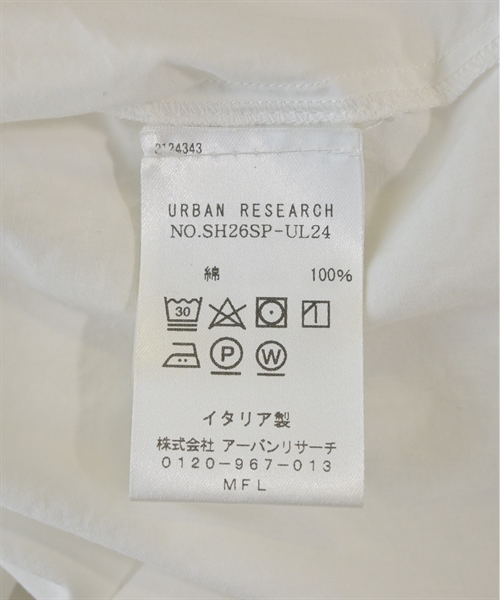 2124343
URBAN RESEARCH
NO.SH26SP-UL24
綿 100%
30
P W
イタリア製
株式会社 アーバンリサーチ
0120-967-013
MFL